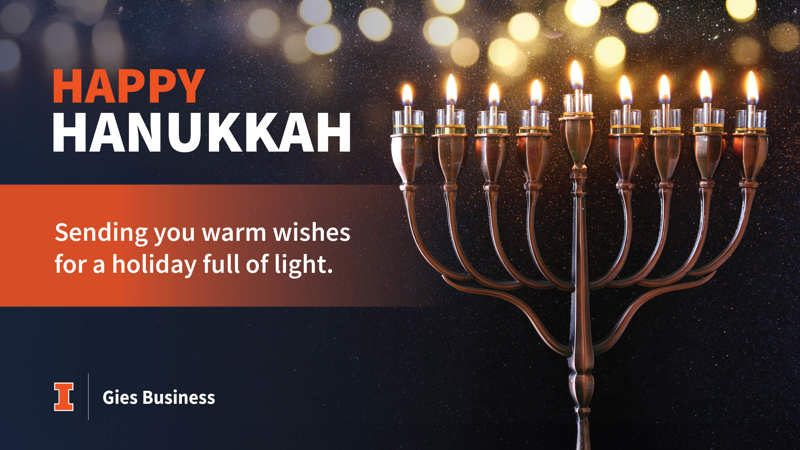 HAPPY
HANUKKAH
Sending you warm wishes
for a holiday full of light.
I
Gies Business